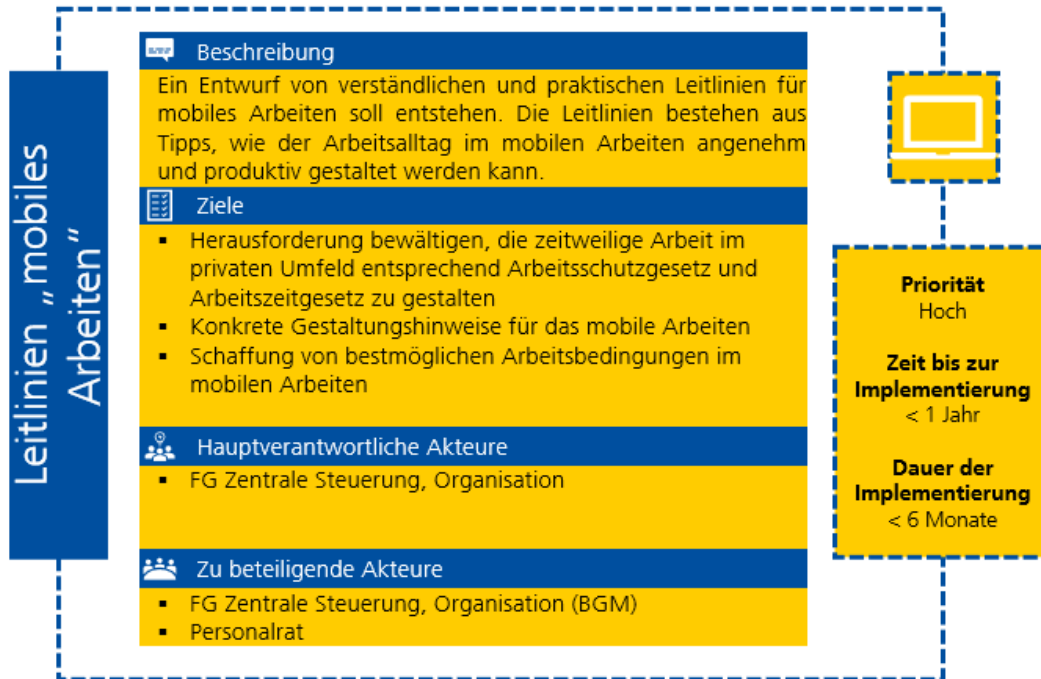 Leitlinien „mobiles
Arbeiten“
Beschreibung
Ein Entwurf von verständlichen und praktischen Leitlinien für
mobiles Arbeiten soll entstehen. Die Leitlinien bestehen aus
Tipps, wie der Arbeitsalltag im mobilen Arbeiten angenehm
und produktiv gestaltet werden kann.
Ziele
▪ Herausforderung bewältigen, die zeitweilige Arbeit im
privaten Umfeld entsprechend Arbeitsschutzgesetz und
Arbeitszeitgesetz zu gestalten
▪ Konkrete Gestaltungshinweise für das mobile Arbeiten
▪ Schaffung von bestmöglichen Arbeitsbedingungen im
mobilen Arbeiten
Hauptverantwortliche Akteure
▪ FG Zentrale Steuerung, Organisation
Zu beteiligende Akteure
▪ FG Zentrale Steuerung, Organisation (BGM)
▪ Personalrat
Priorität
Hoch
Zeit bis zur
Implementierung
< 1 Jahr
Dauer der
Implementierung
< 6 Monate